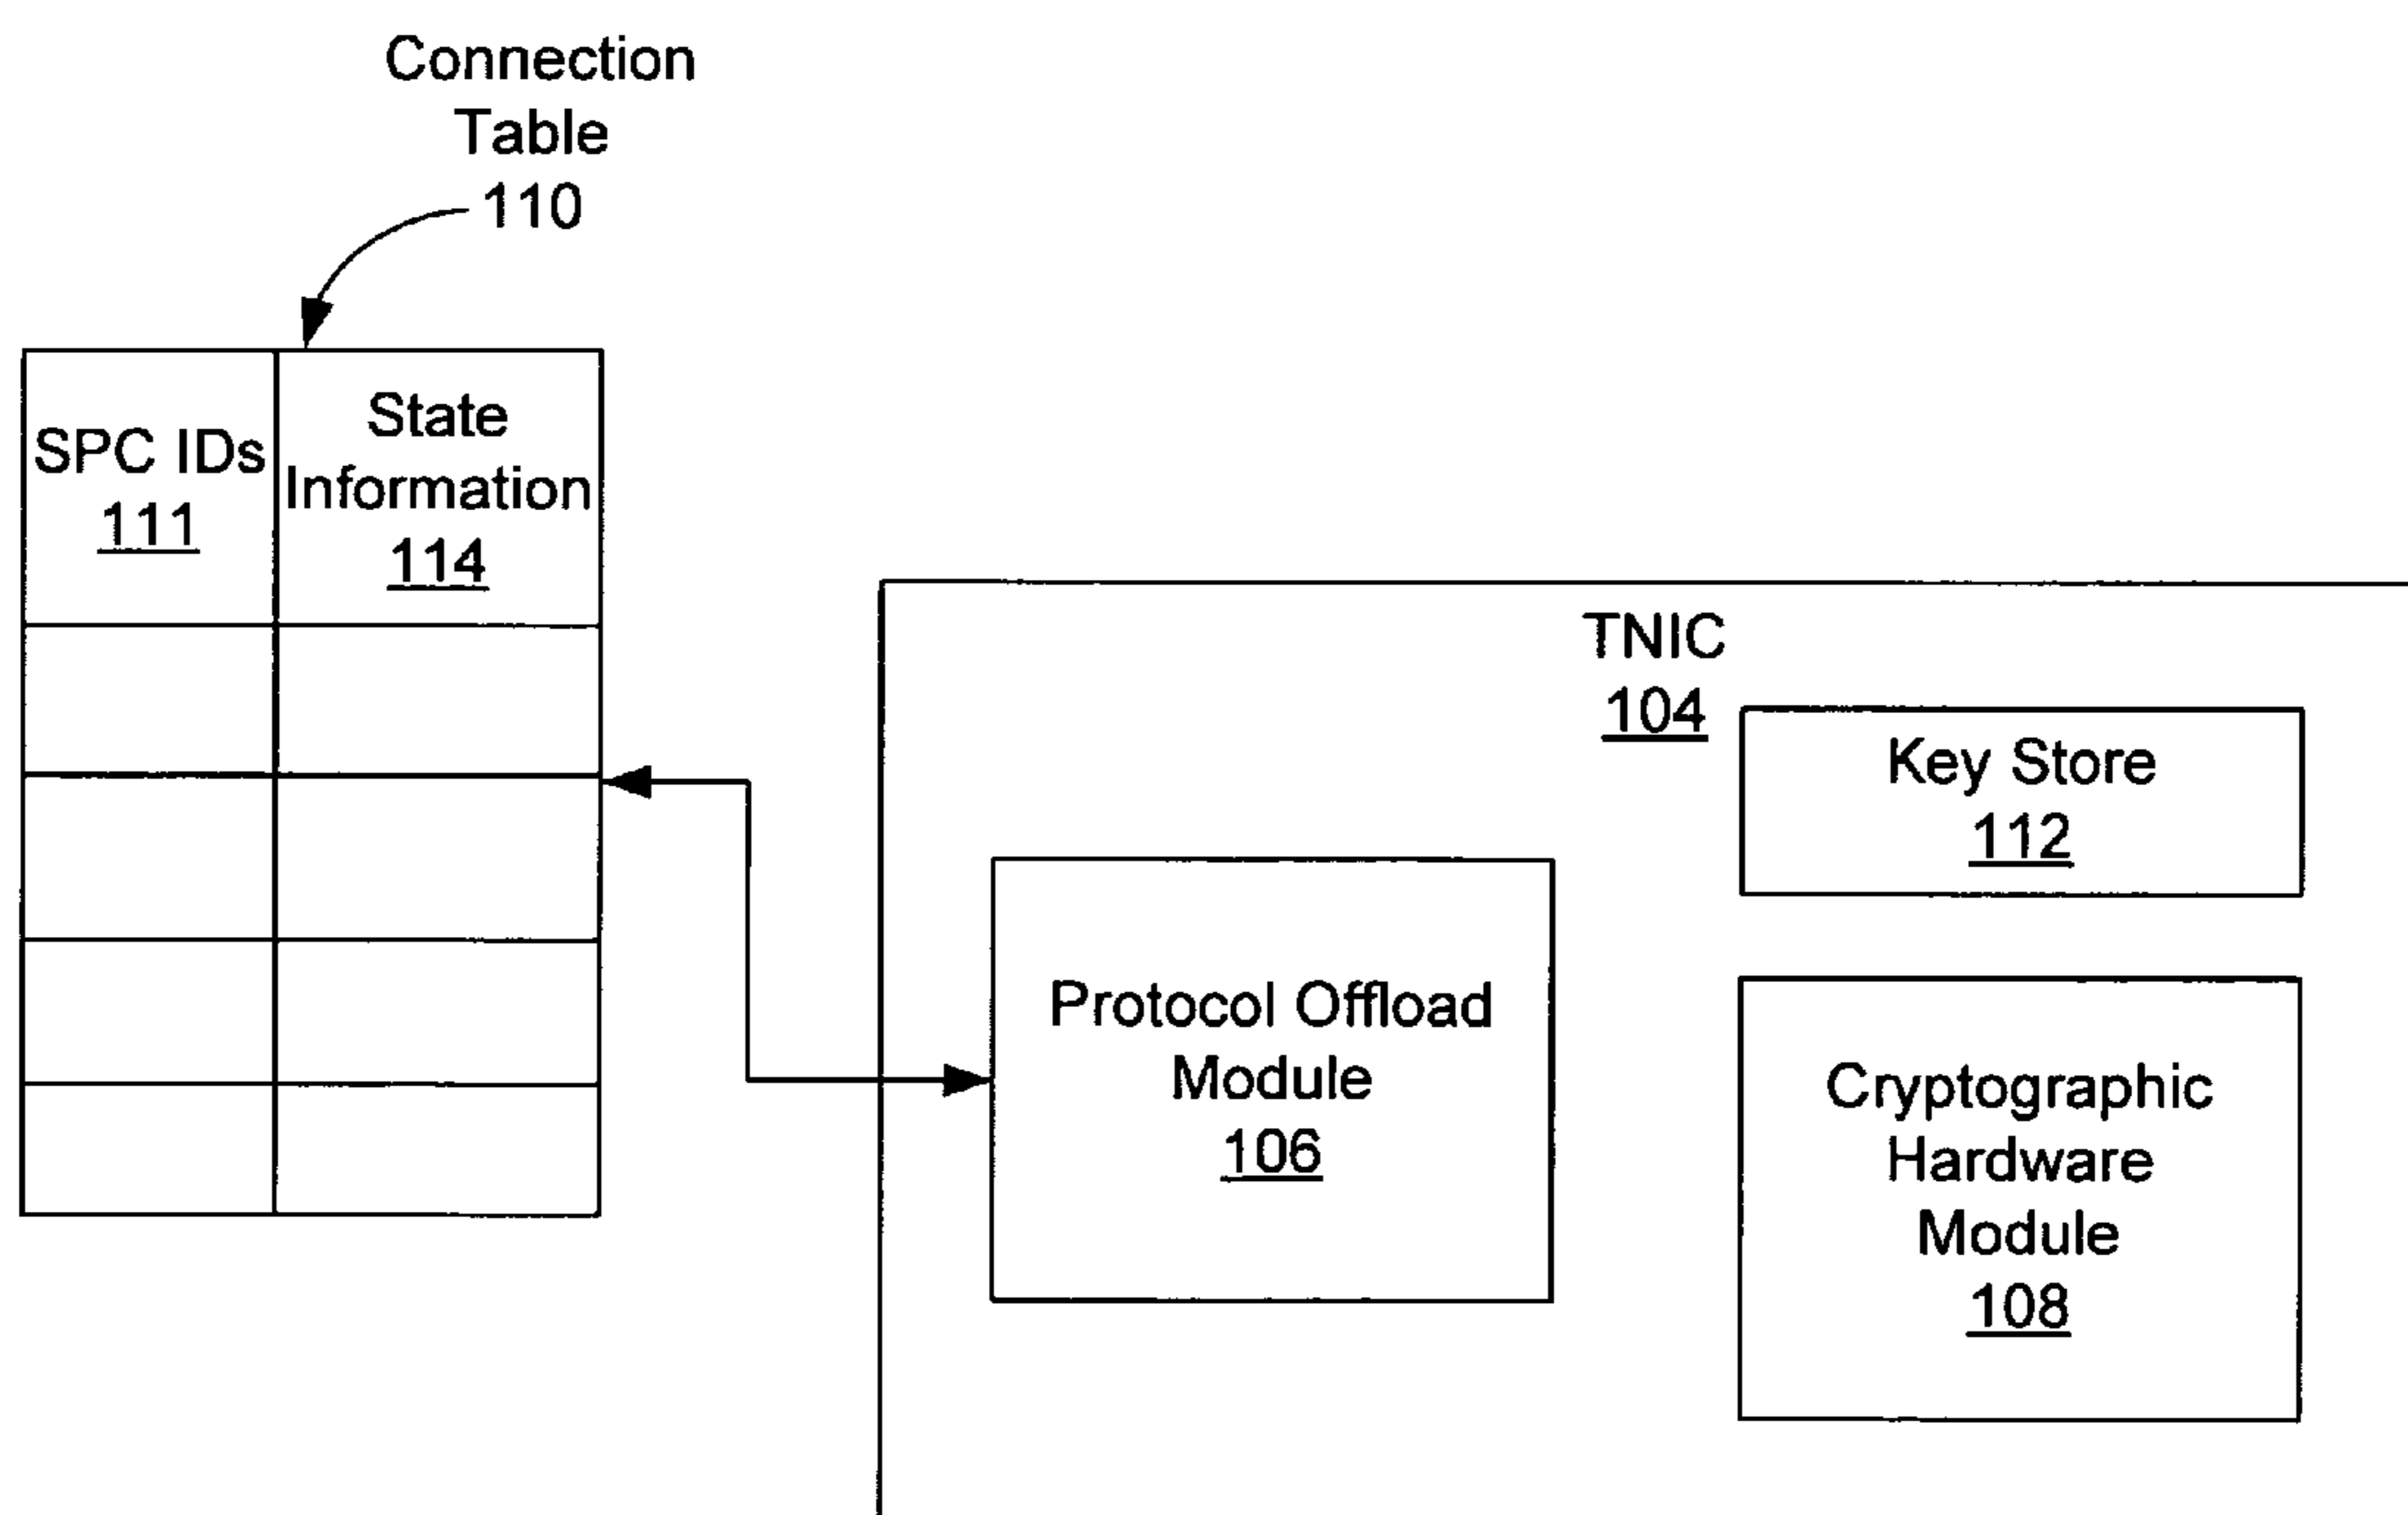 Connection
Table
110
SPC IDs
111
State
Information
114
TNIC
104
Key Store
112
Protocol Offload
Module
106
Cryptographic
Hardware
Module
108